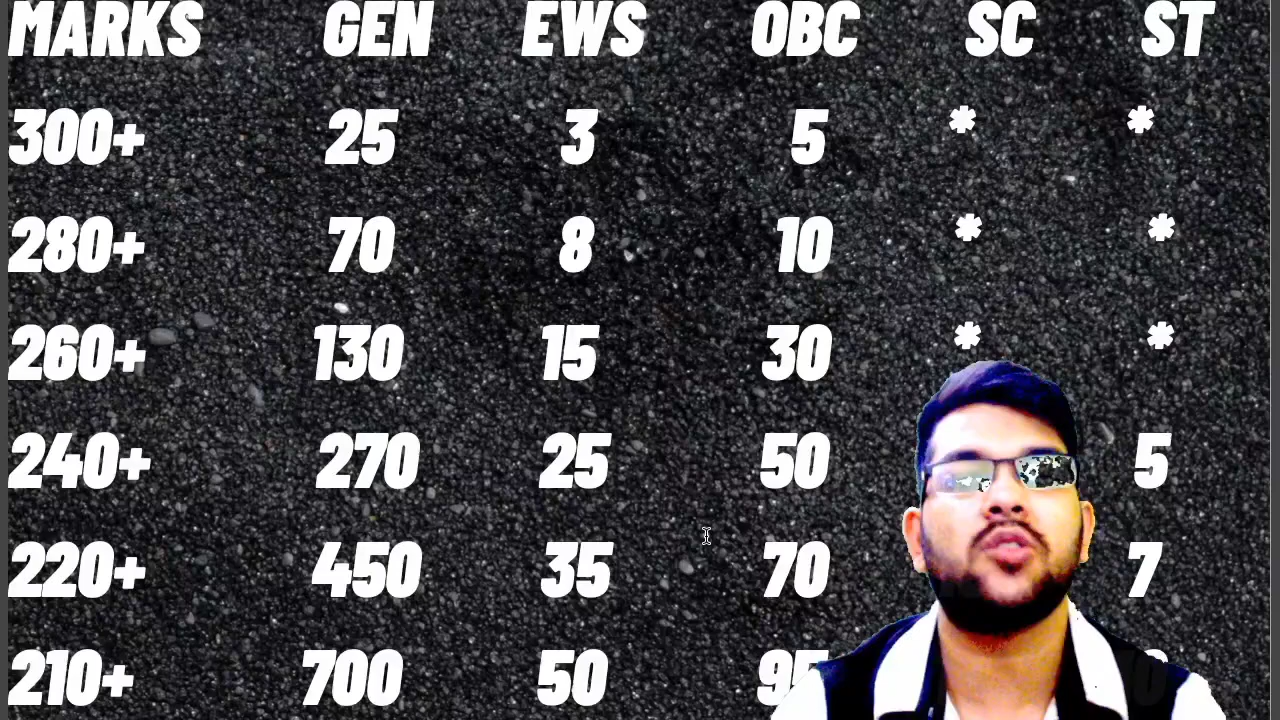 MARKS GEN EWS OBC SC ST
300+ 25 3 5 * *
280+ 70 8 10 * *
260+ 130 15 30 * *
240+ 270 25 50 5
220+ 450 35 70 7
210+ 700 50 95